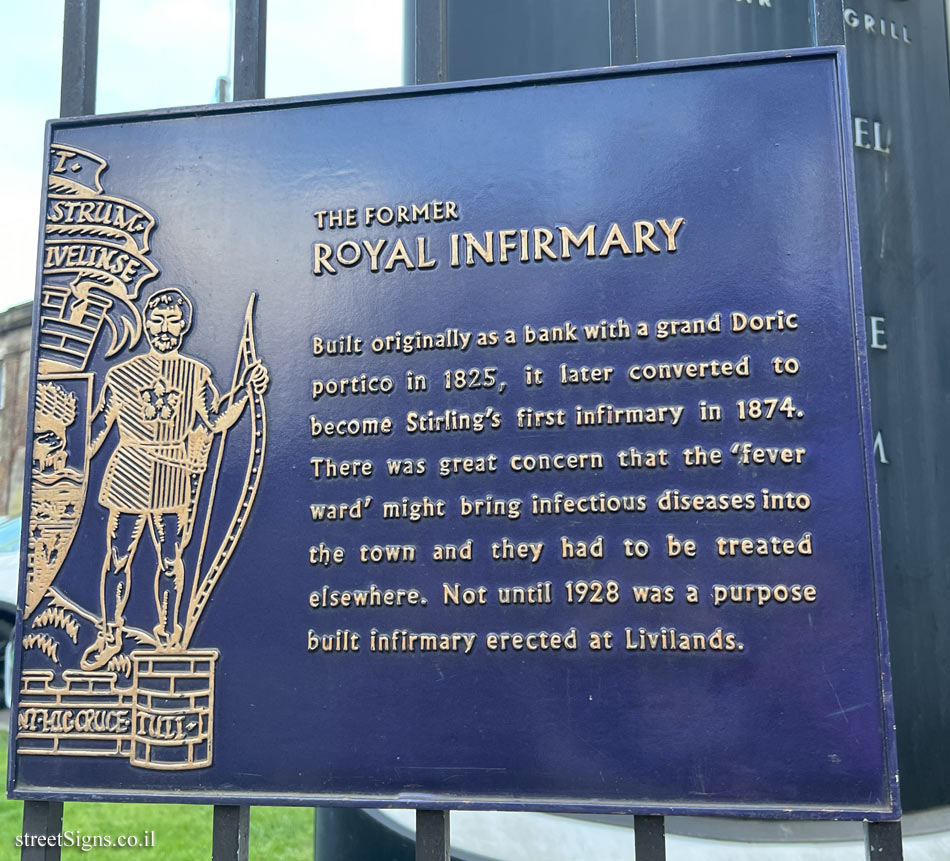 GRILL
EL
E
M
I.
STRUM.
IVELINSE
NT HIC CRUCE TUTI
THE FORMER
ROYAL INFIRMARY
Built originally as a bank with a grand Doric
portico in 1825, it later converted to
become Stirling's first infirmary in 1874.
There was great concern that the 'fever
ward' might bring infectious diseases into
the town and they had to be treated
elsewhere. Not until 1928 was a purpose
built infirmary erected at Livilands.
streetSigns.co.il